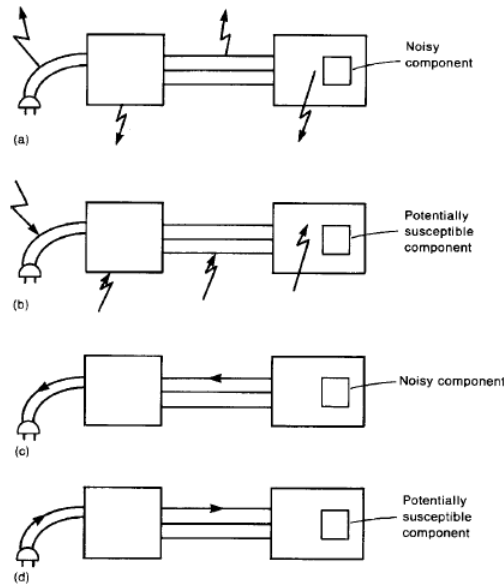 Noisy
component
(a)
Potentially
susceptible
component
(b)
Noisy component
(c)
Potentially
susceptible
component
(d)